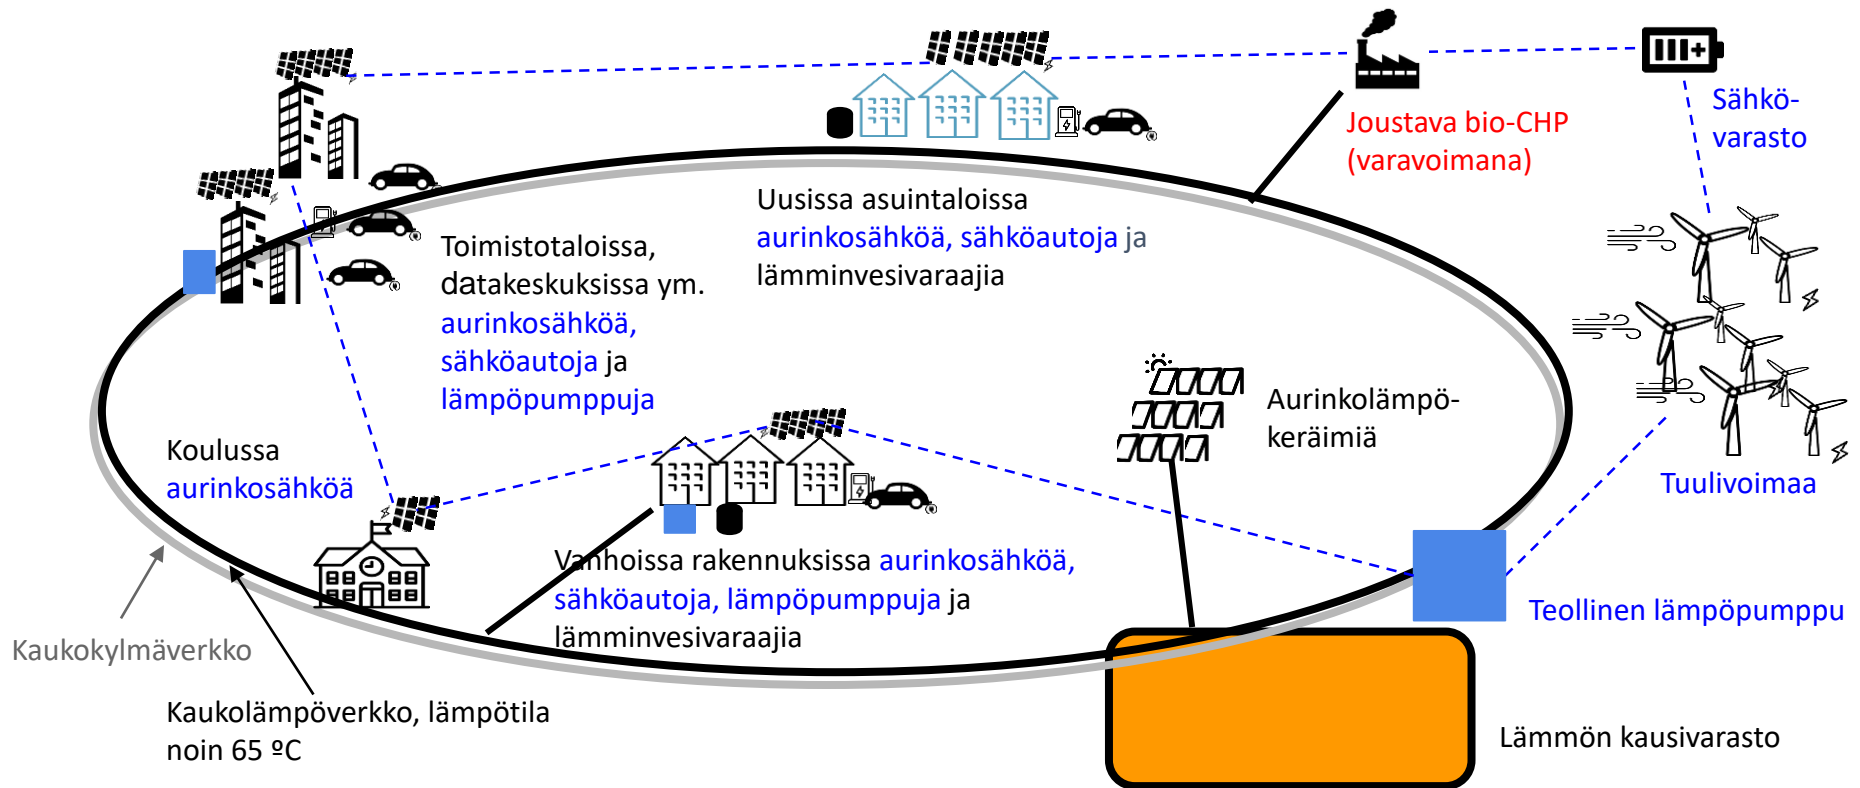 Sähkö-
varasto
Joustava bio-CHP
(varavoimana)
Uusissa asuintaloissa
aurinkosähköä, sähköautoja ja
lämminvesivaraajia
Toimistotaloissa,
datakeskuksissa ym.
aurinkosähköä,
sähköautoja ja
lämpöpumppuja
Aurinkolämpö-
keräimiä
Koulussa
aurinkosähköä
Tuulivoimaa
Vanhoissa rakennuksissa aurinkosähköä,
sähköautoja, lämpöpumppuja ja
lämminvesivaraajia
Teollinen lämpöpumppu
Kaukokylmäverkko
Kaukolämpöverkko, lämpötila
noin 65 ºC
Lämmön kausivarasto